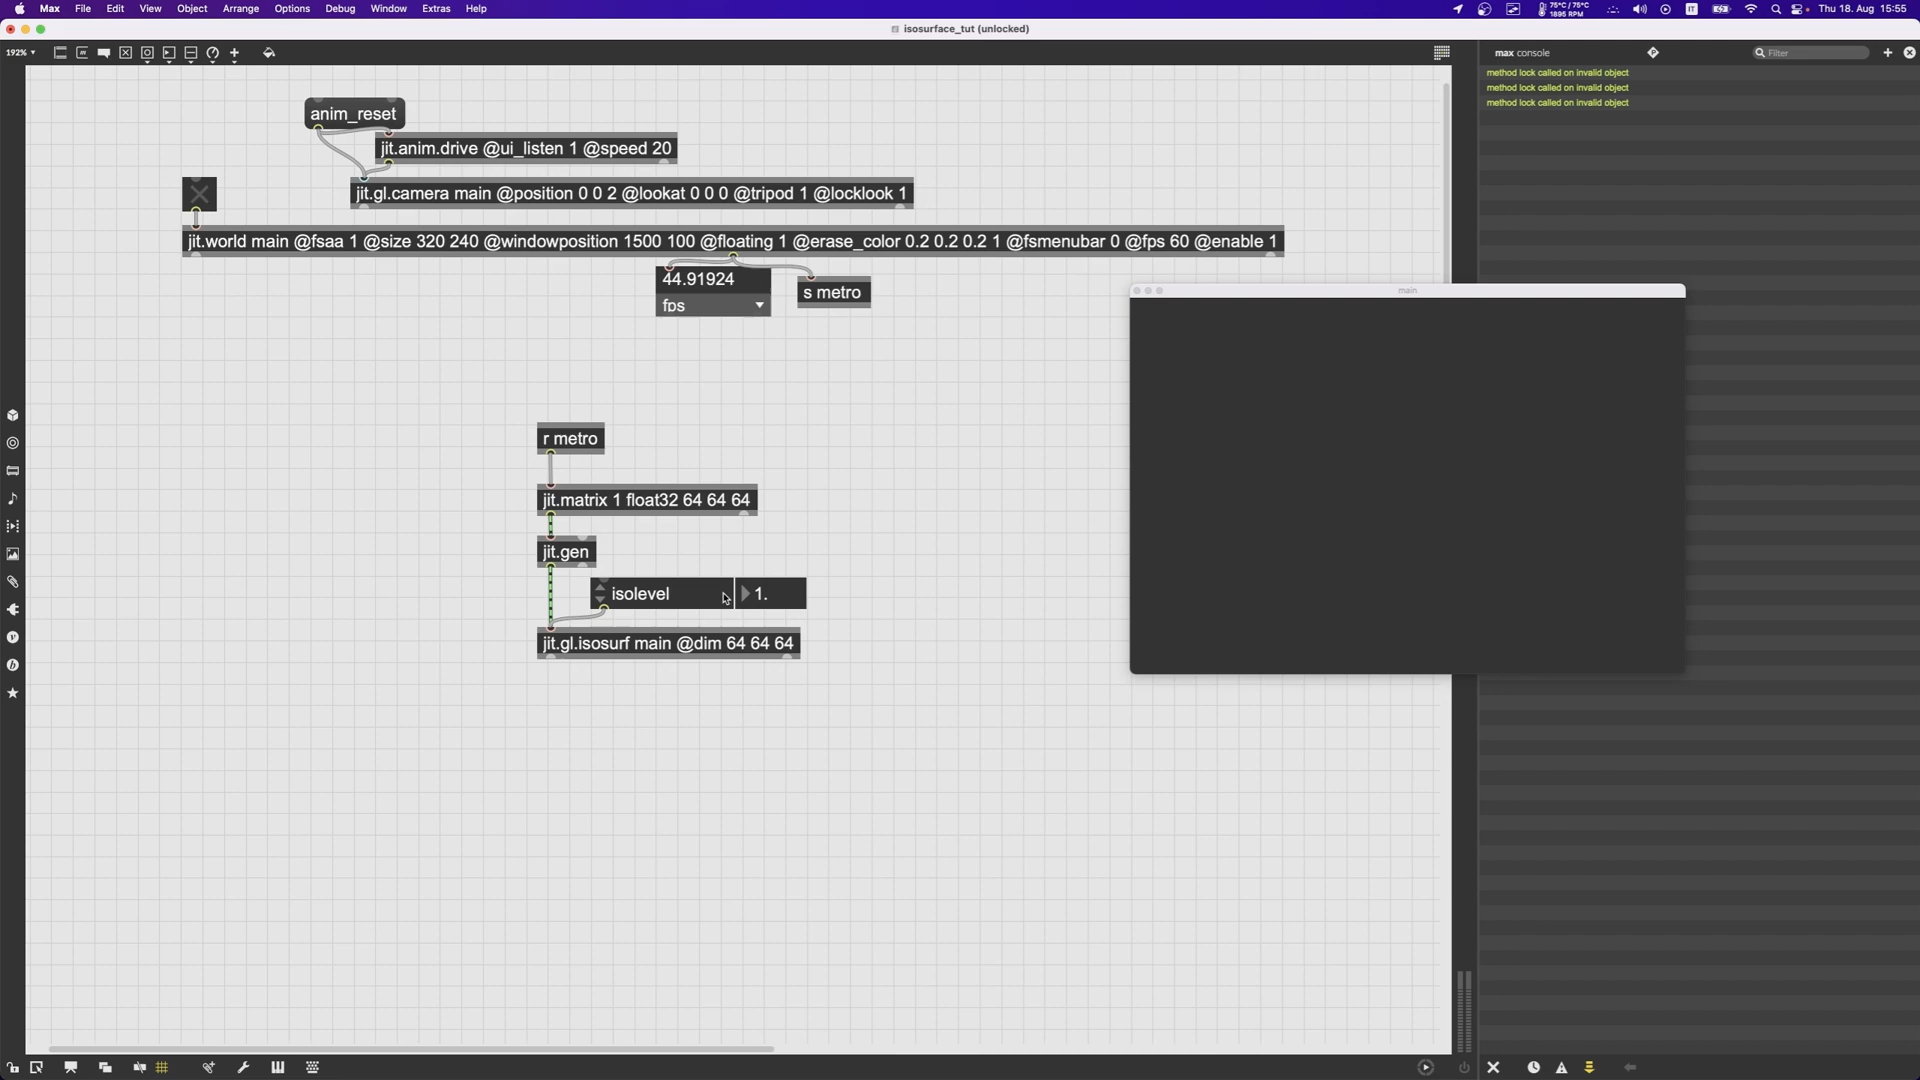 Max File Edit View Object Arrange Options Debug Window Extras Help
75°C / 75°C
1895 RPM
IT
Thu 18. Aug 15:55
isosurface_tut (unlocked)
192%
max console
Filter
method lock called on invalid object
method lock called on invalid object
method lock called on invalid object
anim_reset
jit.anim.drive @ui_listen 1 @speed 20
jit.gl.camera main @position 0 0 2 @lookat 0 0 0 @tripod 1 @locklook 1
jit.world main @fsaa 1 @size 320 240 @windowposition 1500 100 @floating 1 @erase_color 0.2 0.2 0.2 1 @fsmenubar 0 @fps 60 @enable 1
44.91924
fps
s metro
main
r metro
jit.matrix 1 float32 64 64 64
jit.gen
isolevel
1.
jit.gl.isosurf main @dim 64 64 64